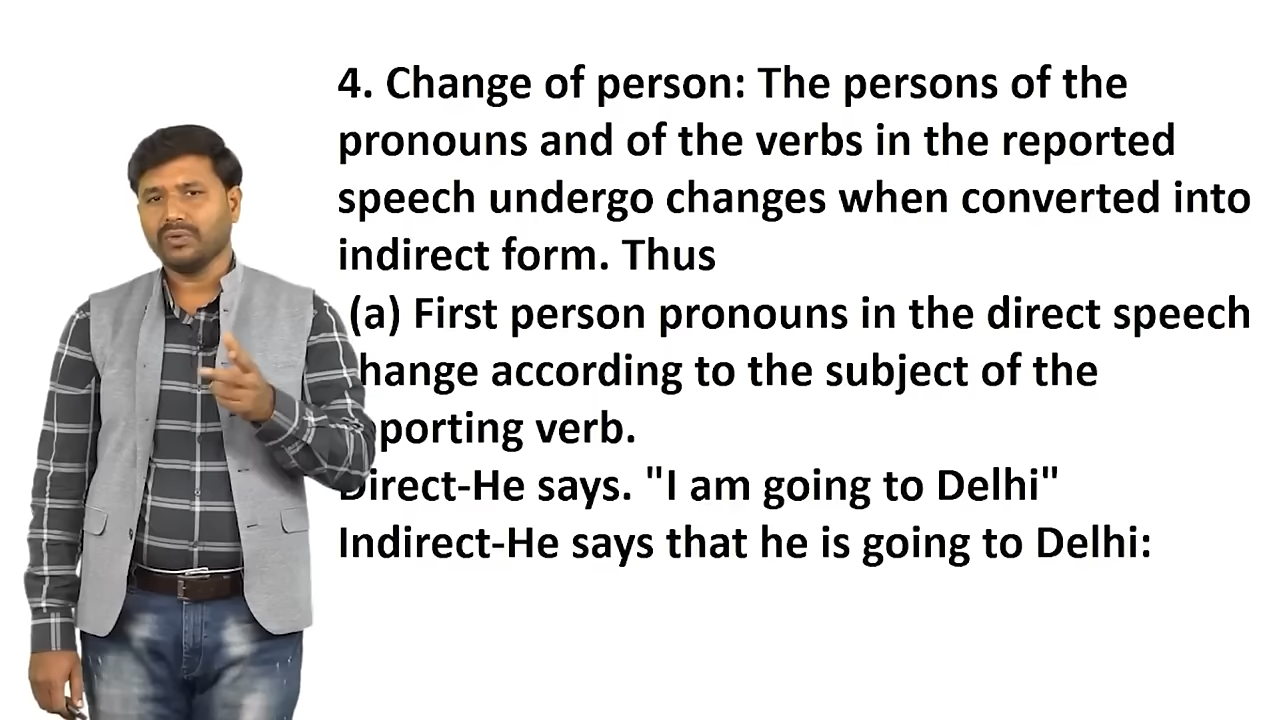 4. Change of person: The persons of the
pronouns and of the verbs in the reported
speech undergo changes when converted into
indirect form. Thus
(a) First person pronouns in the direct speech
change according to the subject of the
reporting verb.
Direct-He says. "I am going to Delhi"
Indirect-He says that he is going to Delhi: